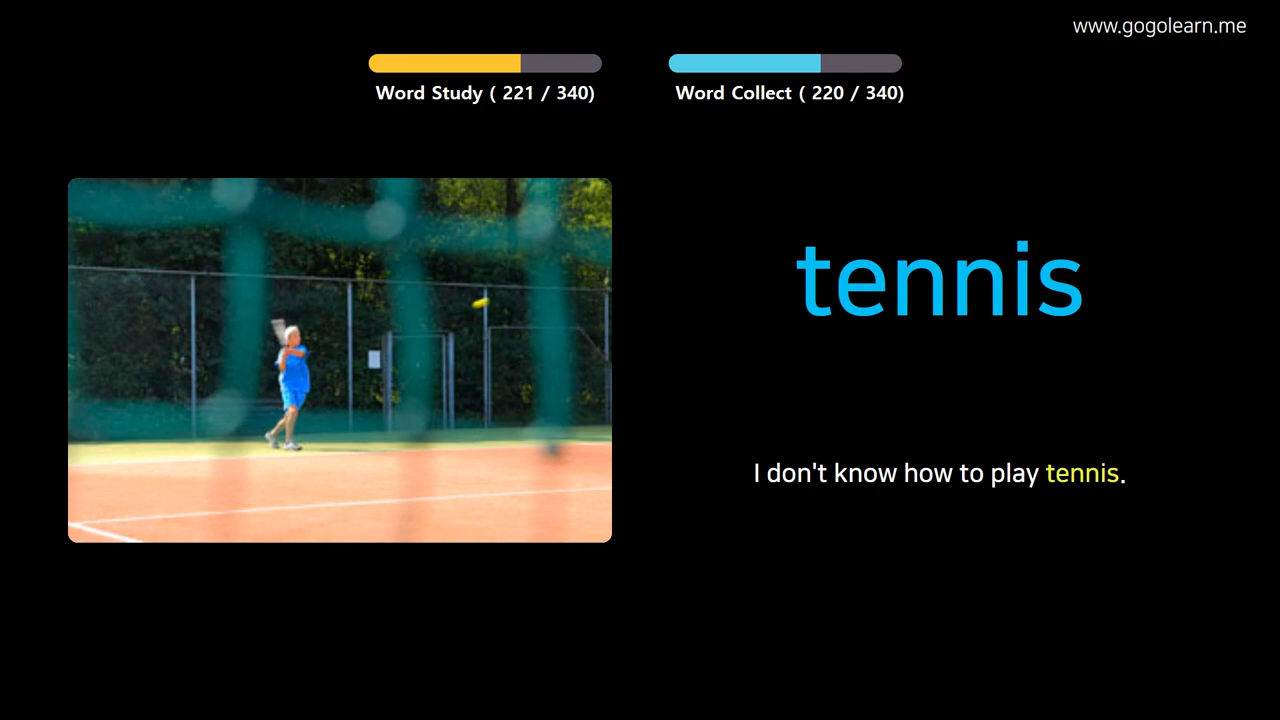 www.gogolearn.me
Word Study ( 221 / 340)
Word Collect ( 220 / 340)
tennis
I don't know how to play tennis.